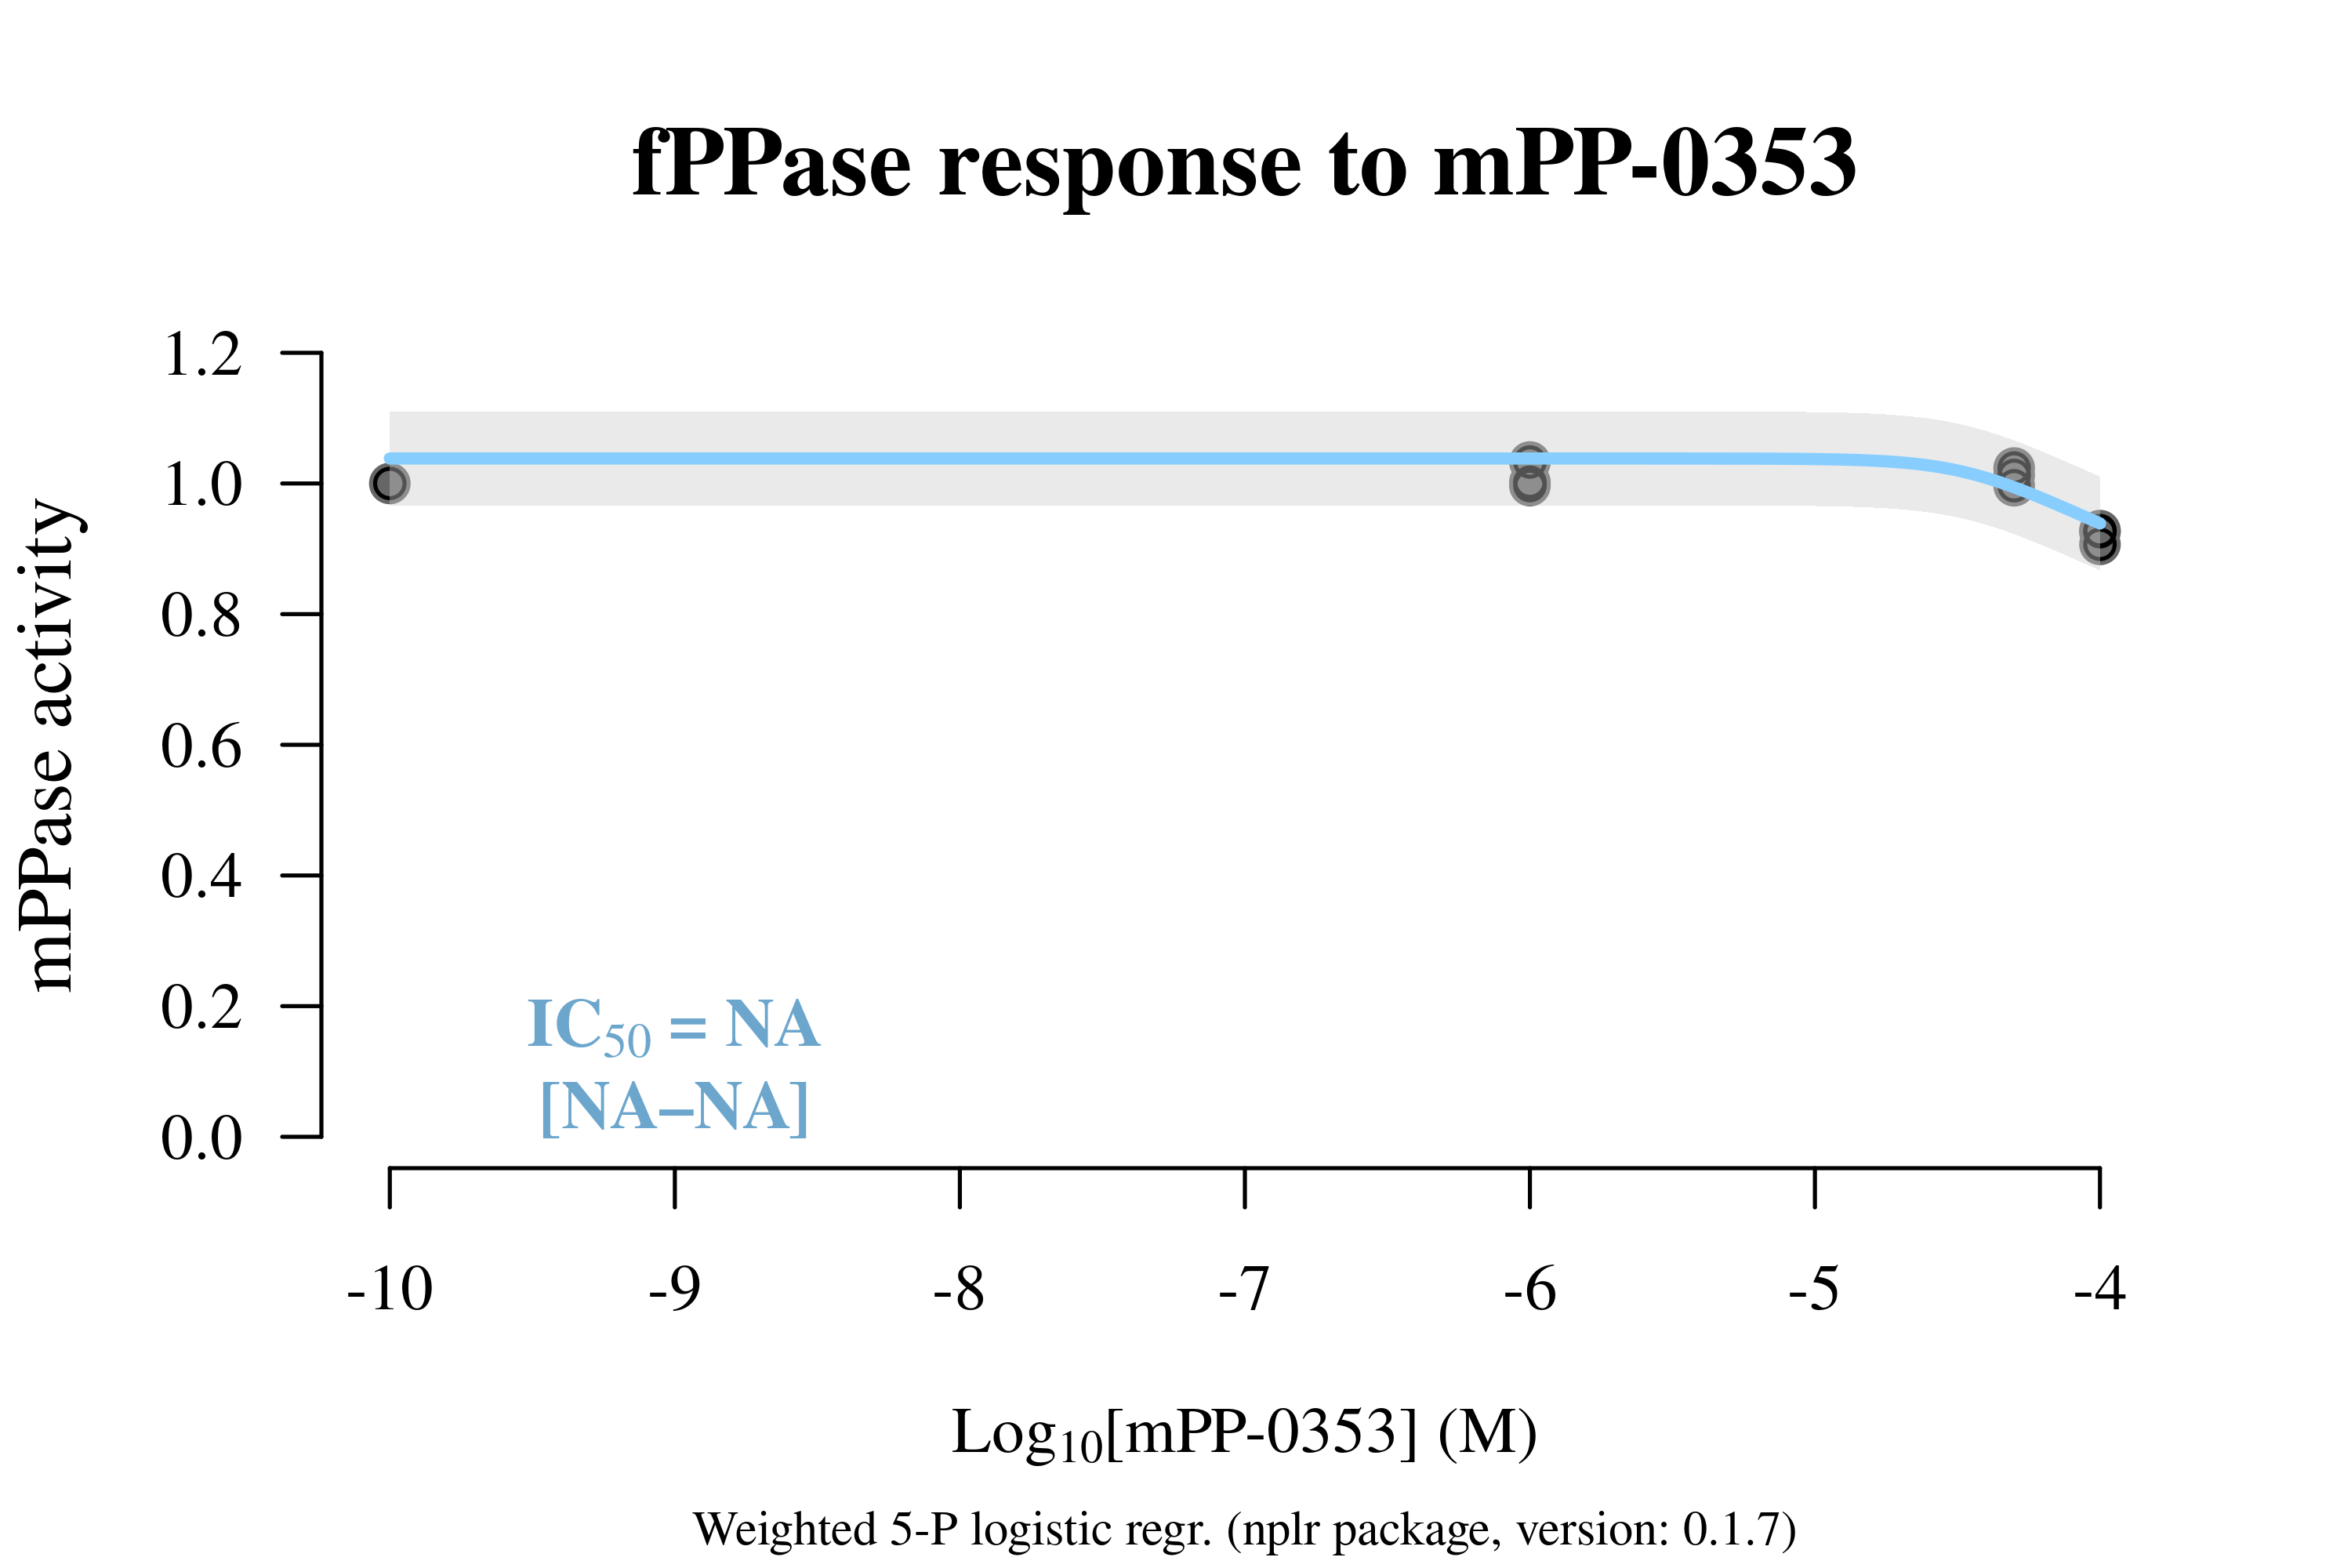 fPPase response to mPP-0353
mPPase activity
1.2
1.0
0.8
0.6
0.4
0.2
0.0
IC50 = NA
[NA–NA]
-10 -9 -8 -7 -6 -5 -4
Log10[mPP-0353] (M)
Weighted 5-P logistic regr. (nplr package, version: 0.1.7)